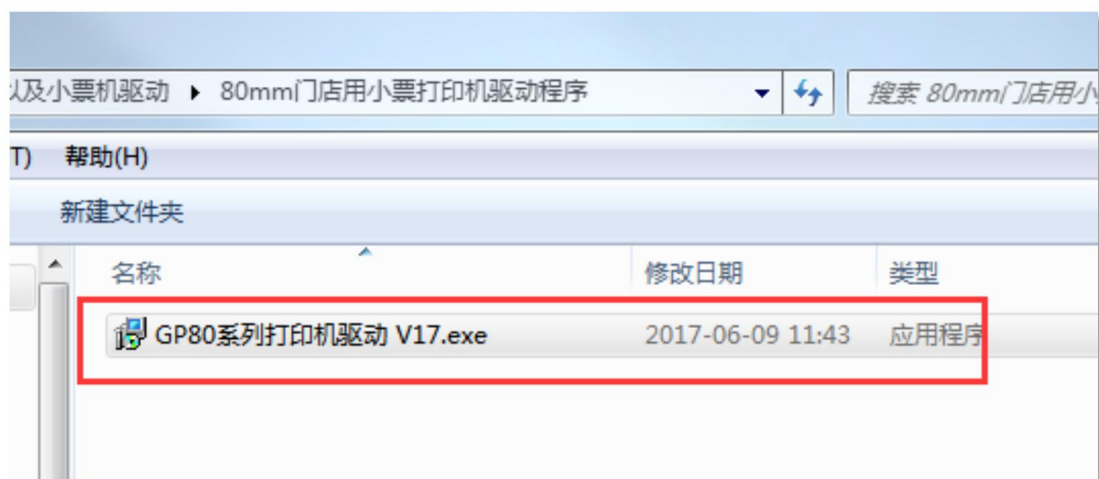 以及小票机驱动 ▸ 80mm门店用小票打印机驱动程序 搜索 80mm门店用小
T) 帮助(H)
新建文件夹
名称 修改日期 类型
GP80系列打印机驱动 V17.exe 2017-06-09 11:43 应用程序